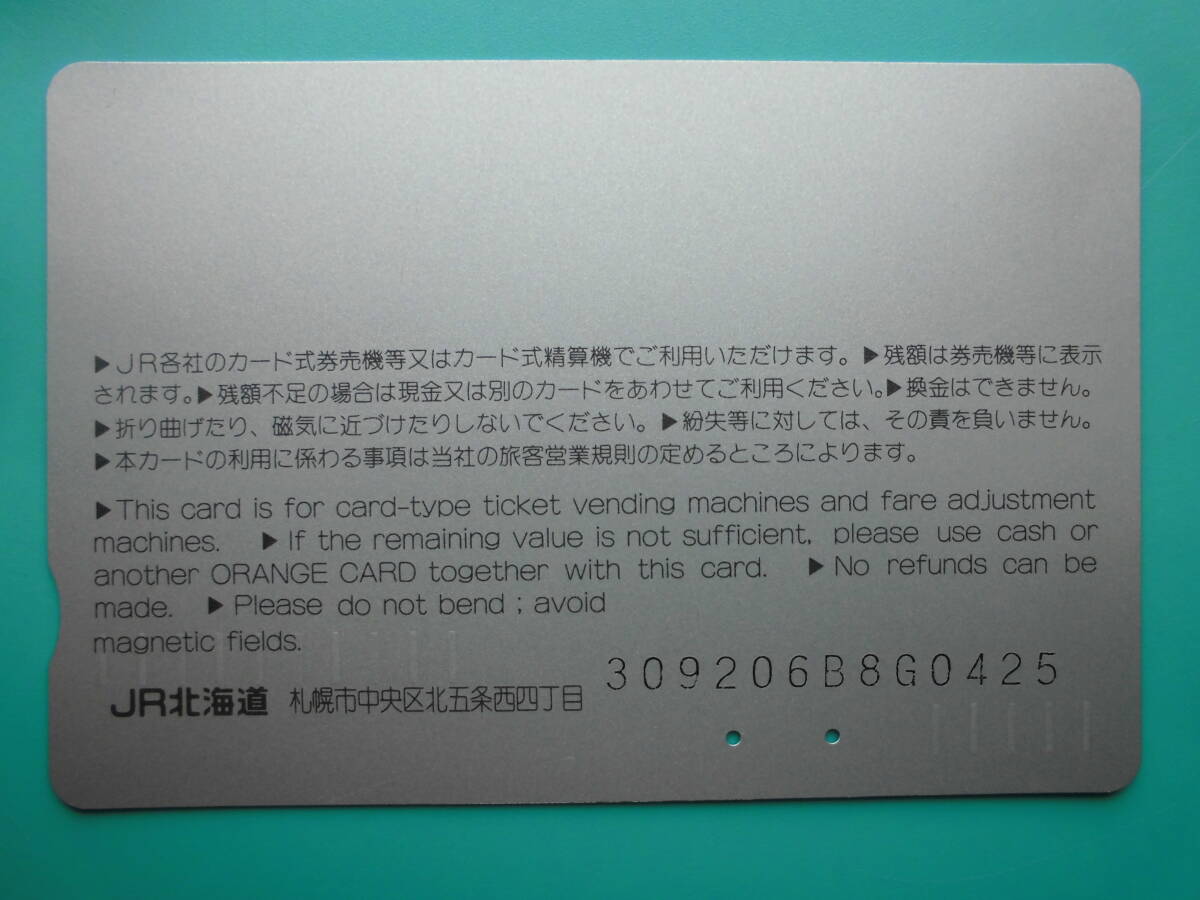 ▶JR各社のカード式券売機等又はカード式精算機でご利用いただけます。▶残額は券売機等に表示
されます。▶残額不足の場合は現金又は別のカードをあわせてご利用ください。▶換金はできません。
▶折り曲げたり、磁気に近づけたりしないでください。▶紛失等に対しては、その責を負いません。
▶本カードの利用に係わる事項は当社の旅客営業規則の定めるところによります。
▶This card is for card-type ticket vending machines and fare adjustment
machines. ▶If the remaining value is not sufficient, please use cash or
another ORANGE CARD together with this card. ▶No refunds can be
made. ▶Please do not bend ; avoid
magnetic fields.
309206B8G0425
JR北海道 札幌市中央区北五条西四丁目